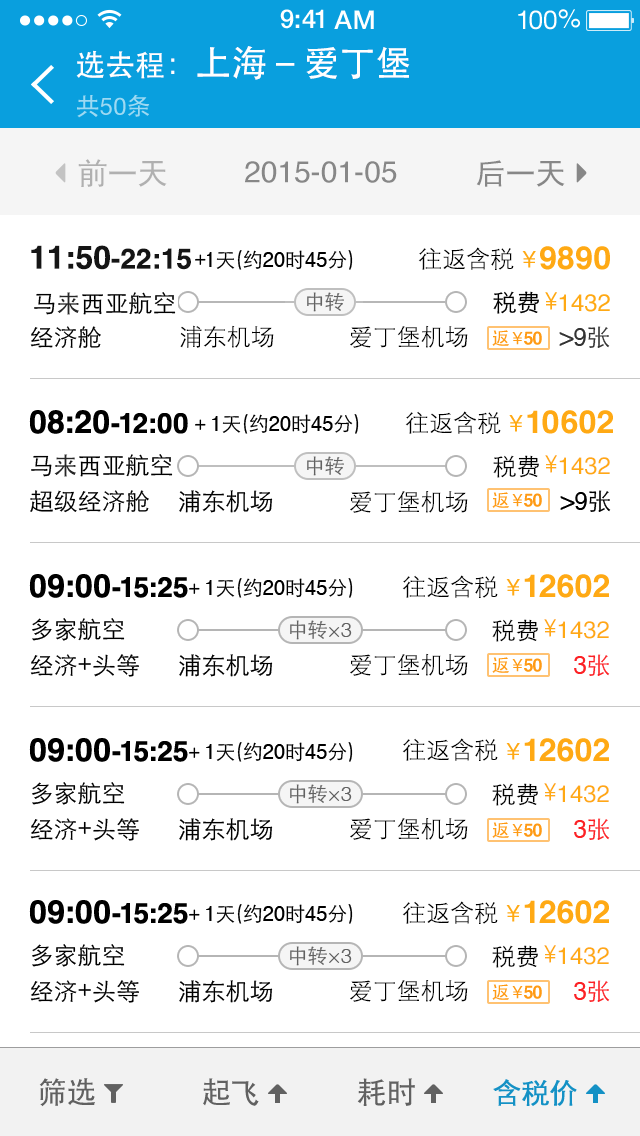 9:41 AM 100%
选去程：上海 – 爱丁堡
共50条
前一天 2015-01-05 后一天
11:50-22:15 +1天(约20时45分) 往返含税 ¥9890
马来西亚航空 中转 税费 ¥1432
经济舱 浦东机场 爱丁堡机场 返¥50 >9张
08:20-12:00 + 1天(约20时45分) 往返含税 ¥10602
马来西亚航空 中转 税费 ¥1432
超级经济舱 浦东机场 爱丁堡机场 返¥50 >9张
09:00-15:25+ 1天(约20时45分) 往返含税 ¥12602
多家航空 中转×3 税费 ¥1432
经济+头等 浦东机场 爱丁堡机场 返¥50 3张
09:00-15:25+ 1天(约20时45分) 往返含税 ¥12602
多家航空 中转×3 税费 ¥1432
经济+头等 浦东机场 爱丁堡机场 返¥50 3张
09:00-15:25+ 1天(约20时45分) 往返含税 ¥12602
多家航空 中转×3 税费 ¥1432
经济+头等 浦东机场 爱丁堡机场 返¥50 3张
筛选 起飞 耗时 含税价